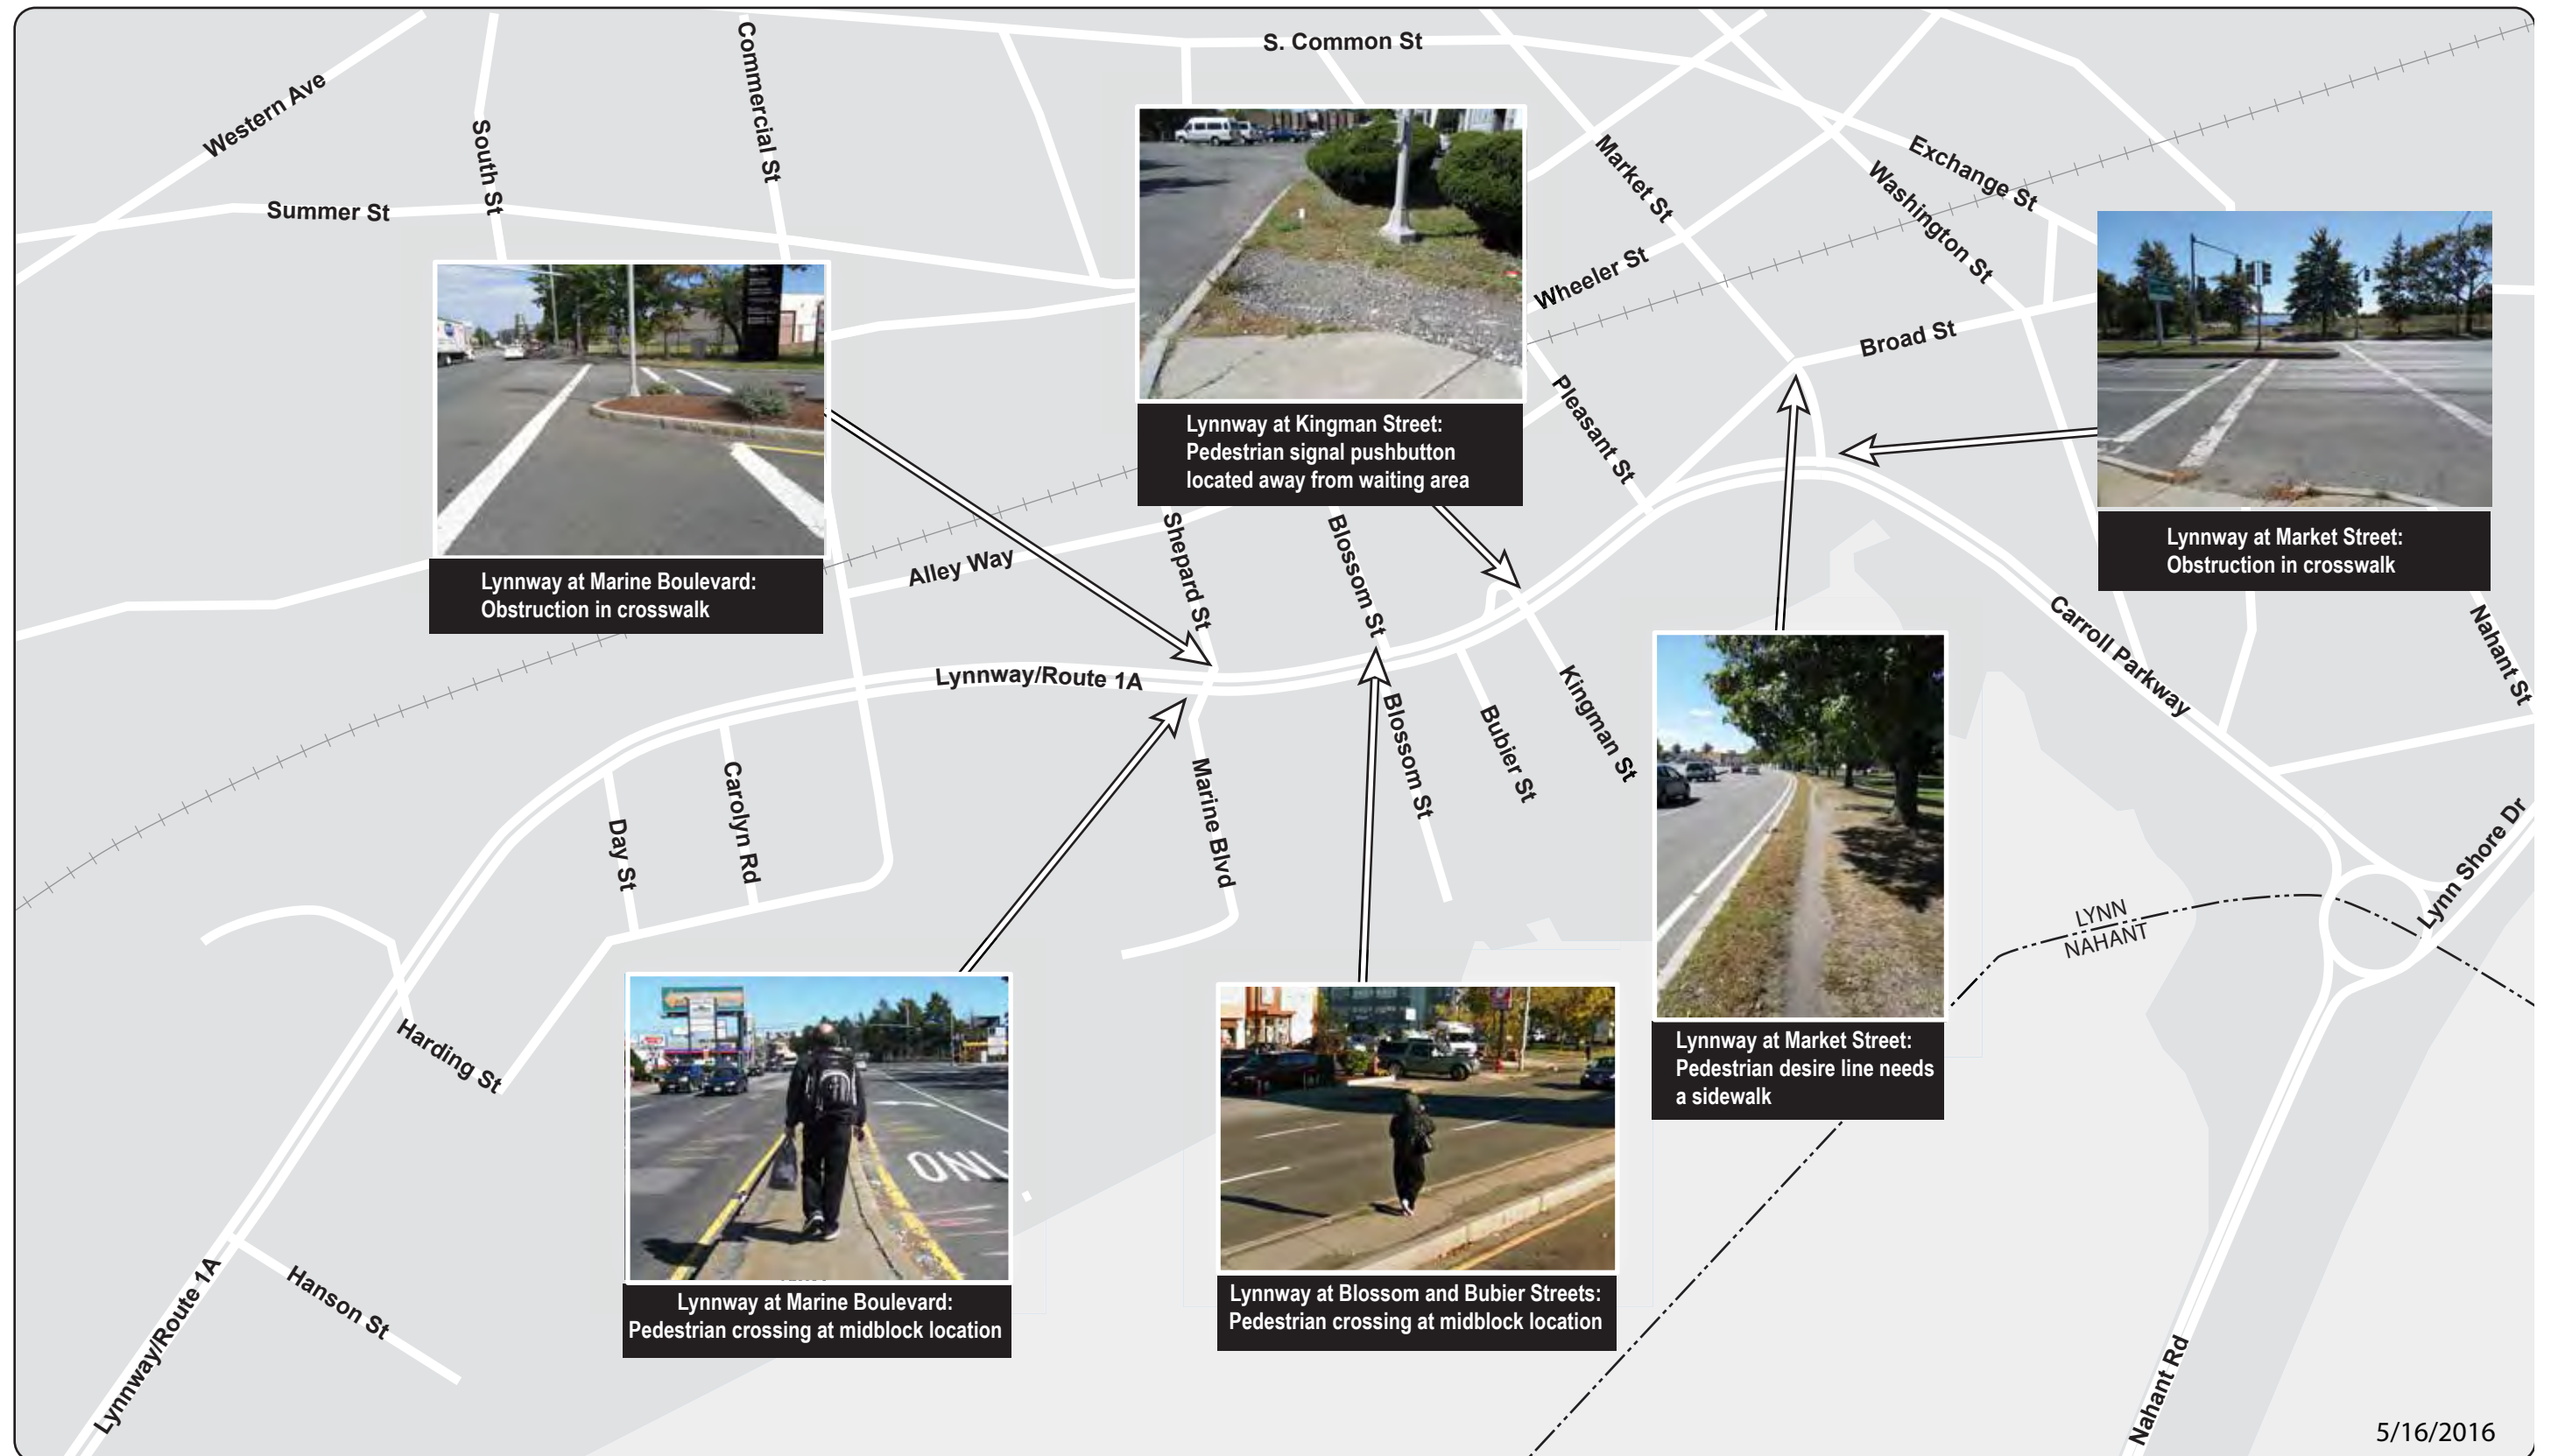 S. Common St
Western Ave
South St
Commercial St
Summer St
Market St
Exchange St
Washington St
Wheeler St
Broad St
Pleasant St
Lynnway at Kingman Street:
Pedestrian signal pushbutton
located away from waiting area
Lynnway at Market Street:
Obstruction in crosswalk
Lynnway at Marine Boulevard:
Obstruction in crosswalk
Alley Way
Shepard St
Blossom St
Nahant St
Carroll Parkway
Lynnway/Route 1A
Kingman St
Bubier St
Blossom St
Marine Blvd
Carolyn Rd
Day St
Lynn Shore Dr
LYNN
NAHANT
Harding St
Lynnway at Market Street:
Pedestrian desire line needs
a sidewalk
ONL
Hanson St
Lynnway/Route 1A
Lynnway at Marine Boulevard:
Pedestrian crossing at midblock location
Lynnway at Blossom and Bubier Streets:
Pedestrian crossing at midblock location
Nahant Rd
5/16/2016